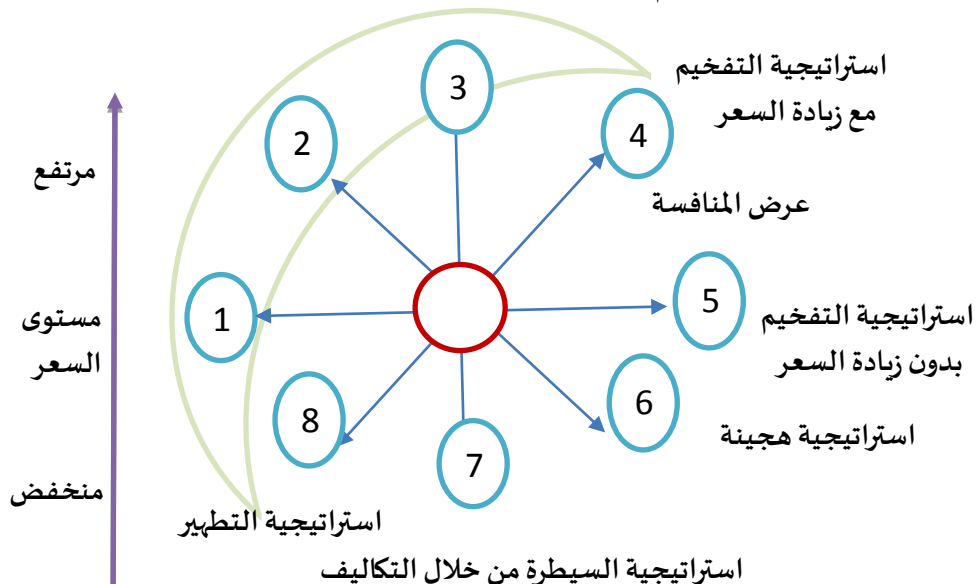 استراتيجية التفخيم
مع زيادة السعر
3
4
2
مرتفع
عرض المنافسة
5
1
مستوى
السعر
استراتيجية التفخيم
بدون زيادة السعر
6
8
استراتيجية هجينة
7
منخفض
استراتيجية التطهير
استراتيجية السيطرة من خلال التكاليف